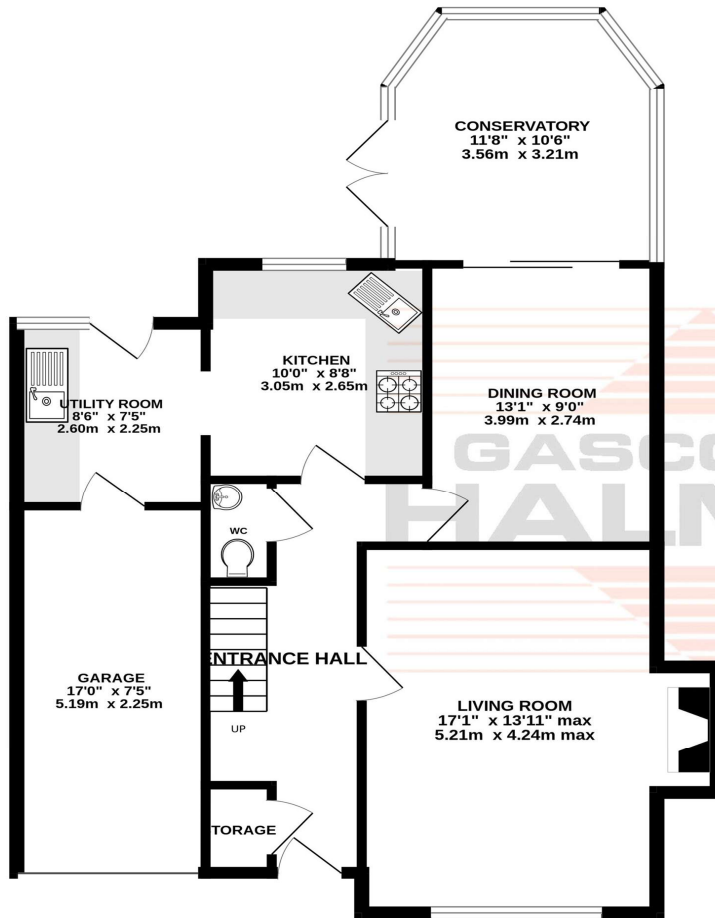 CONSERVATORY
11'8" x 10'6"
3.56m x 3.21m
KITCHEN
10'0" x 8'8"
3.05m x 2.65m
UTILITY ROOM
8'6" x 7'5"
2.60m x 2.25m
DINING ROOM
13'1" x 9'0"
3.99m x 2.74m
GASCO
HALM
WC
ENTRANCE HALL
GARAGE
17'0" x 7'5"
5.19m x 2.25m
UP
LIVING ROOM
17'1" x 13'11" max
5.21m x 4.24m max
TORAGE